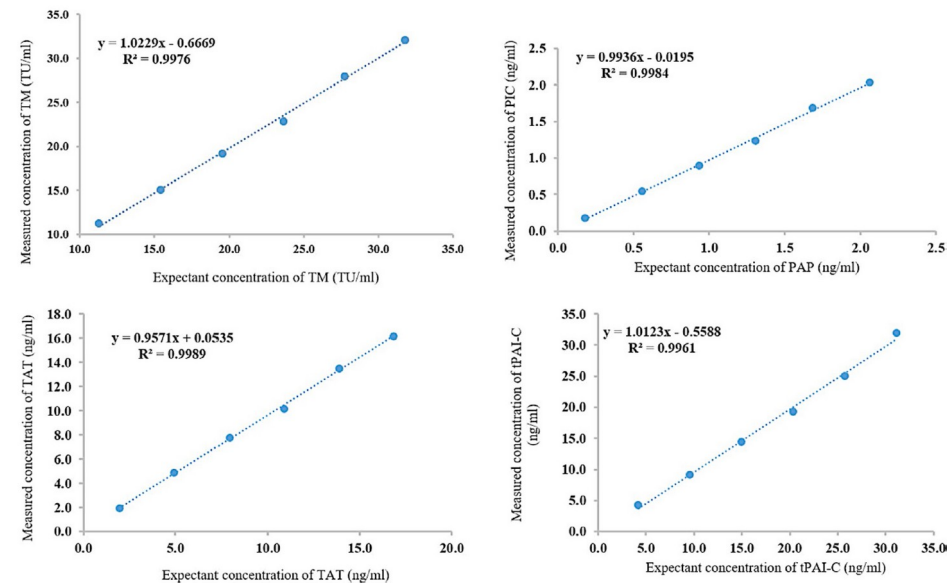 y = 1.0229x - 0.6669
R² = 0.9976
Measured concentration of TM (TU/ml)
35.0
30.0
25.0
20.0
15.0
10.0
10.0 15.0 20.0 25.0 30.0 35.0
Expectant concentration of TM (TU/ml)
y = 0.9936x - 0.0195
R² = 0.9984
Measured concentration of PIC (ng/ml)
2.5
2.0
1.5
1.0
0.5
0.0
0.0 0.5 1.0 1.5 2.0 2.5
Expectant concentration of PAP (ng/ml)
y = 0.9571x + 0.0535
R² = 0.9989
Measured concentration of TAT (ng/ml)
18.0
16.0
14.0
12.0
10.0
8.0
6.0
4.0
2.0
0.0
0.0 5.0 10.0 15.0 20.0
Expectant concentration of TAT (ng/ml)
y = 1.0123x - 0.5588
R² = 0.9961
Measured concentration of tPAI-C
(ng/ml)
35.0
30.0
25.0
20.0
15.0
10.0
5.0
0.0
0.0 5.0 10.0 15.0 20.0 25.0 30.0 35.0
Expectant concentration of tPAI-C (ng/ml)